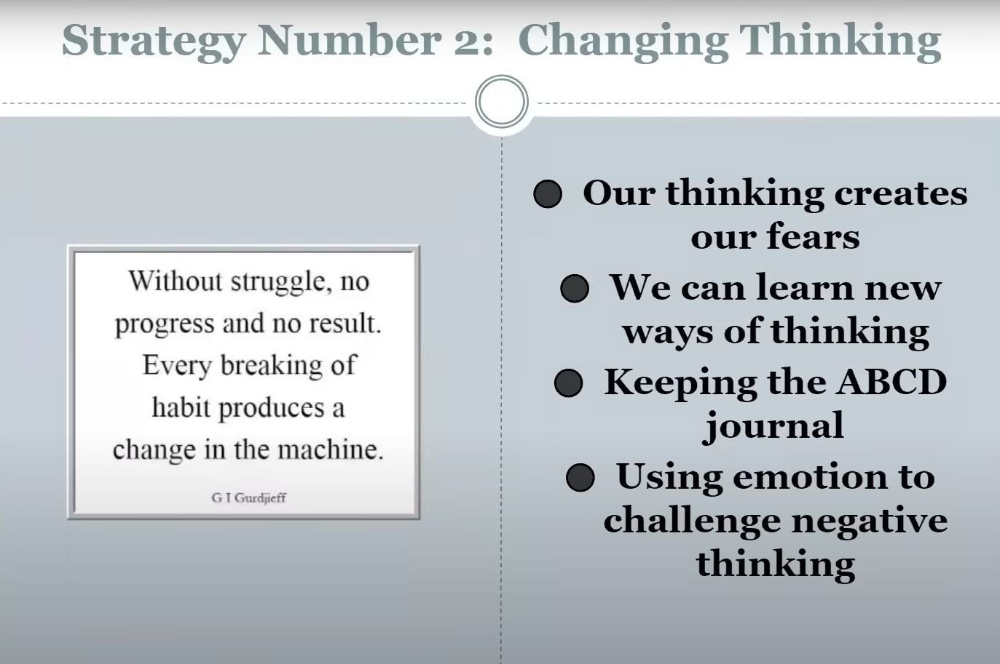 Strategy Number 2: Changing Thinking
Without struggle, no
progress and no result.
Every breaking of
habit produces a
change in the machine.
G I Gurdjieff
● Our thinking creates
our fears
● We can learn new
ways of thinking
● Keeping the ABCD
journal
● Using emotion to
challenge negative
thinking